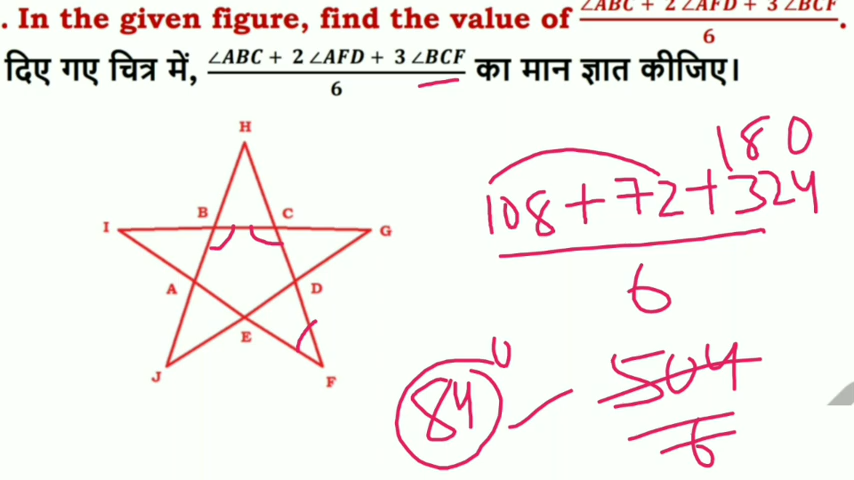 . In the given figure, find the value of ∠ABC + 2 ∠AFD + 3 ∠BCF / 6 .
दिए गए चित्र में, ∠ABC + 2 ∠AFD + 3 ∠BCF / 6 का मान ज्ञात कीजिए।
H
180
108 + 72 + 324
6
B C
I G
A D
E
J F
504
6
84